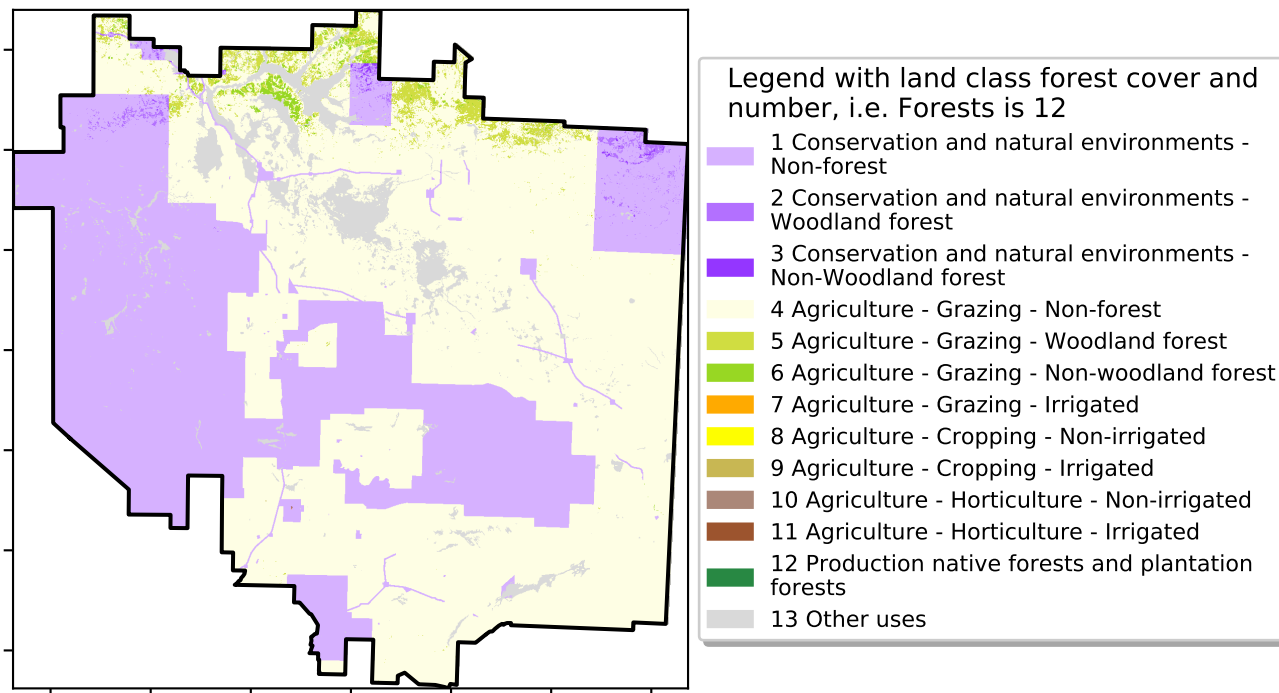 Legend with land class forest cover and
number, i.e. Forests is 12
1 Conservation and natural environments -
Non-forest
2 Conservation and natural environments -
Woodland forest
3 Conservation and natural environments -
Non-Woodland forest
4 Agriculture - Grazing - Non-forest
5 Agriculture - Grazing - Woodland forest
6 Agriculture - Grazing - Non-woodland forest
7 Agriculture - Grazing - Irrigated
8 Agriculture - Cropping - Non-irrigated
9 Agriculture - Cropping - Irrigated
10 Agriculture - Horticulture - Non-irrigated
11 Agriculture - Horticulture - Irrigated
12 Production native forests and plantation
forests
13 Other uses